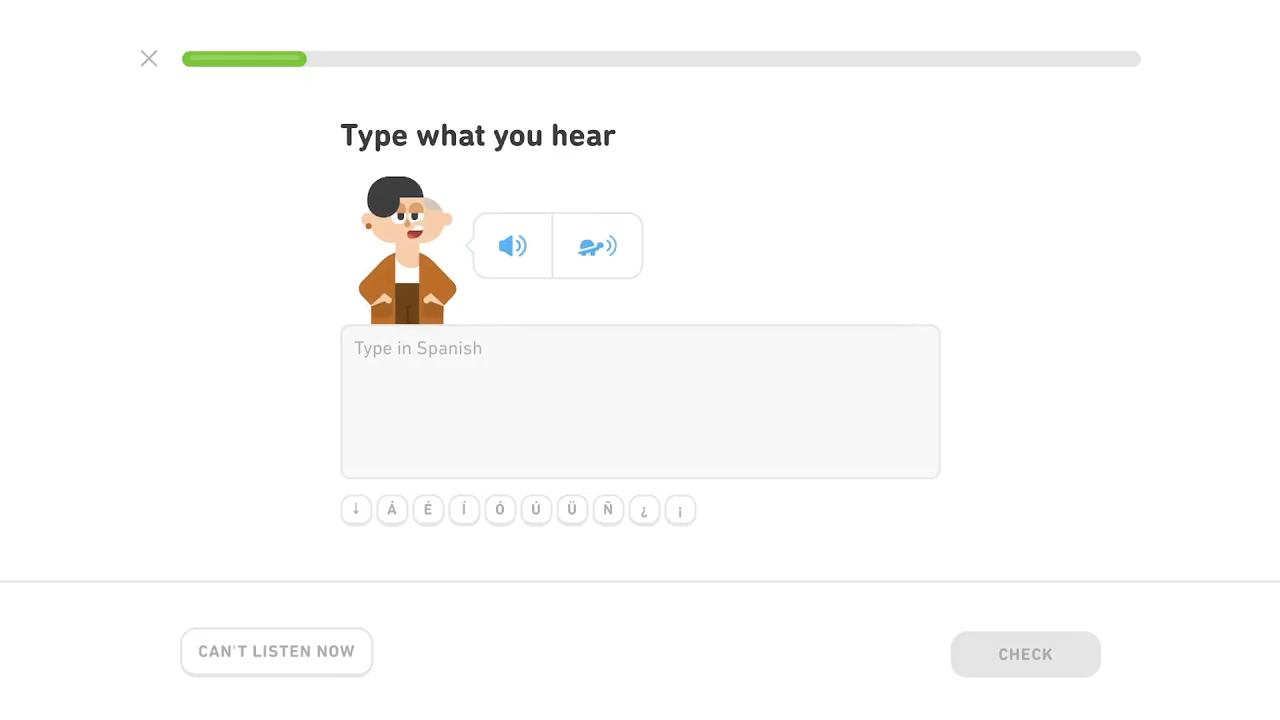 Type what you hear
Type in Spanish
↓ Á É Í Ó Ú Ü Ñ ¿ ¡
CAN'T LISTEN NOW
CHECK